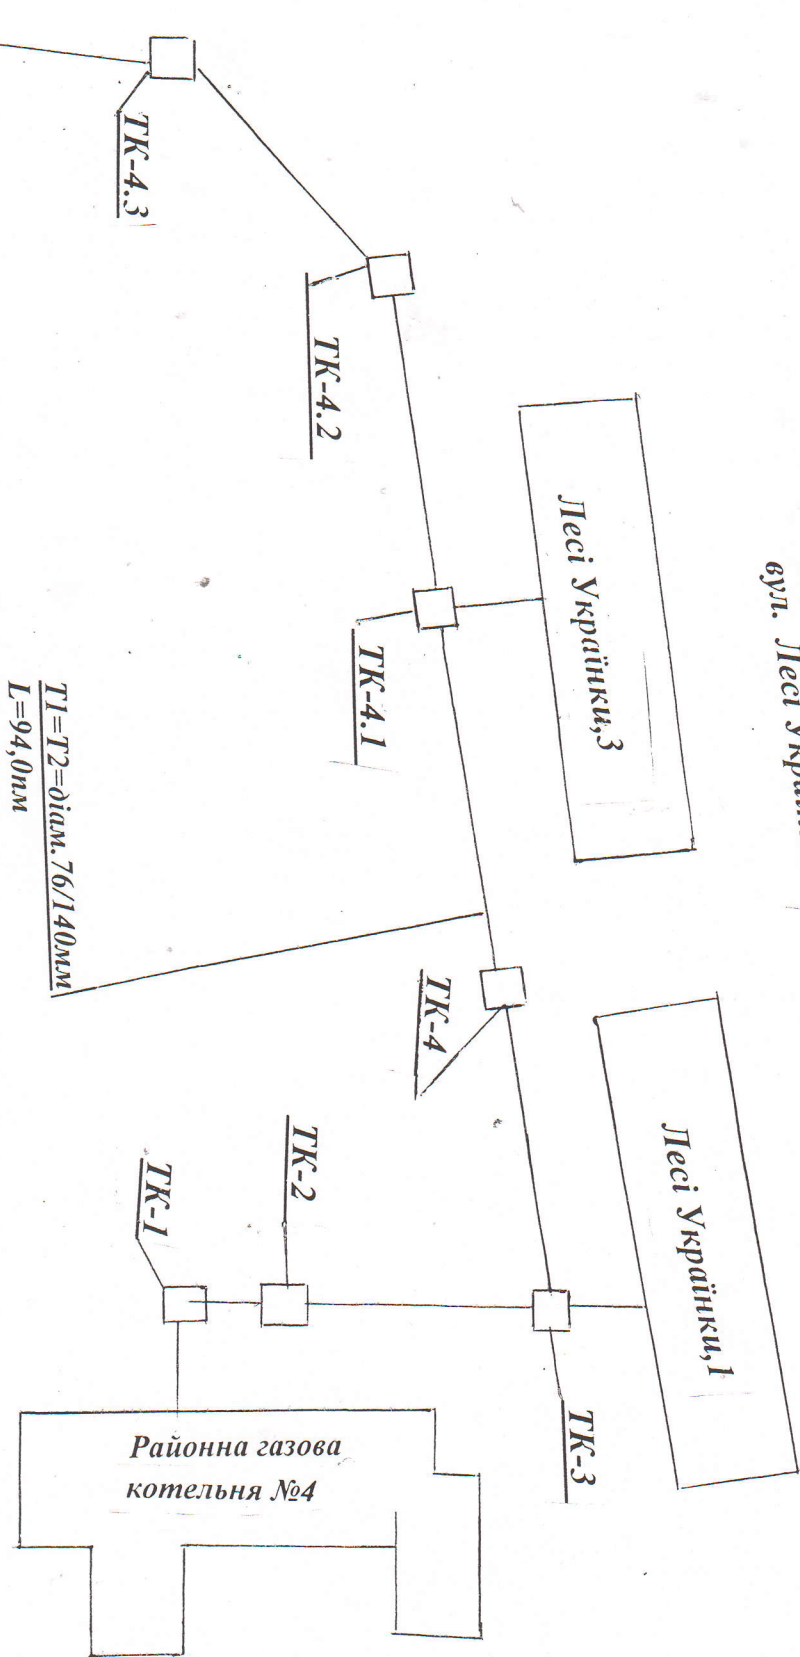 вул. Лесі
Лесі Українки,3
Лесі Українки,1
ТК-4.3
ТК-4.2
ТК-4.1
ТК-4
ТК-3
ТК-2
ТК-1
Т1=Т2=діам.76/140мм
L=94,0пм
Районна газова
котельня №4